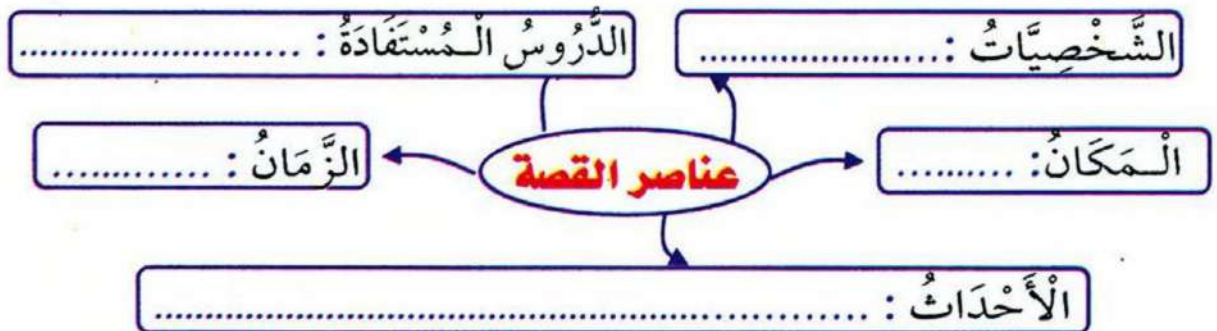 الشَّخْصِيَّاتُ : ......................
الدُّرُوسُ الْمُسْتَفَادَةُ : ............................
عناصر القصة
الْمَكَانُ: ..........
الزَّمَانُ : ..............
الْأَحْدَاثُ : ......................................................................